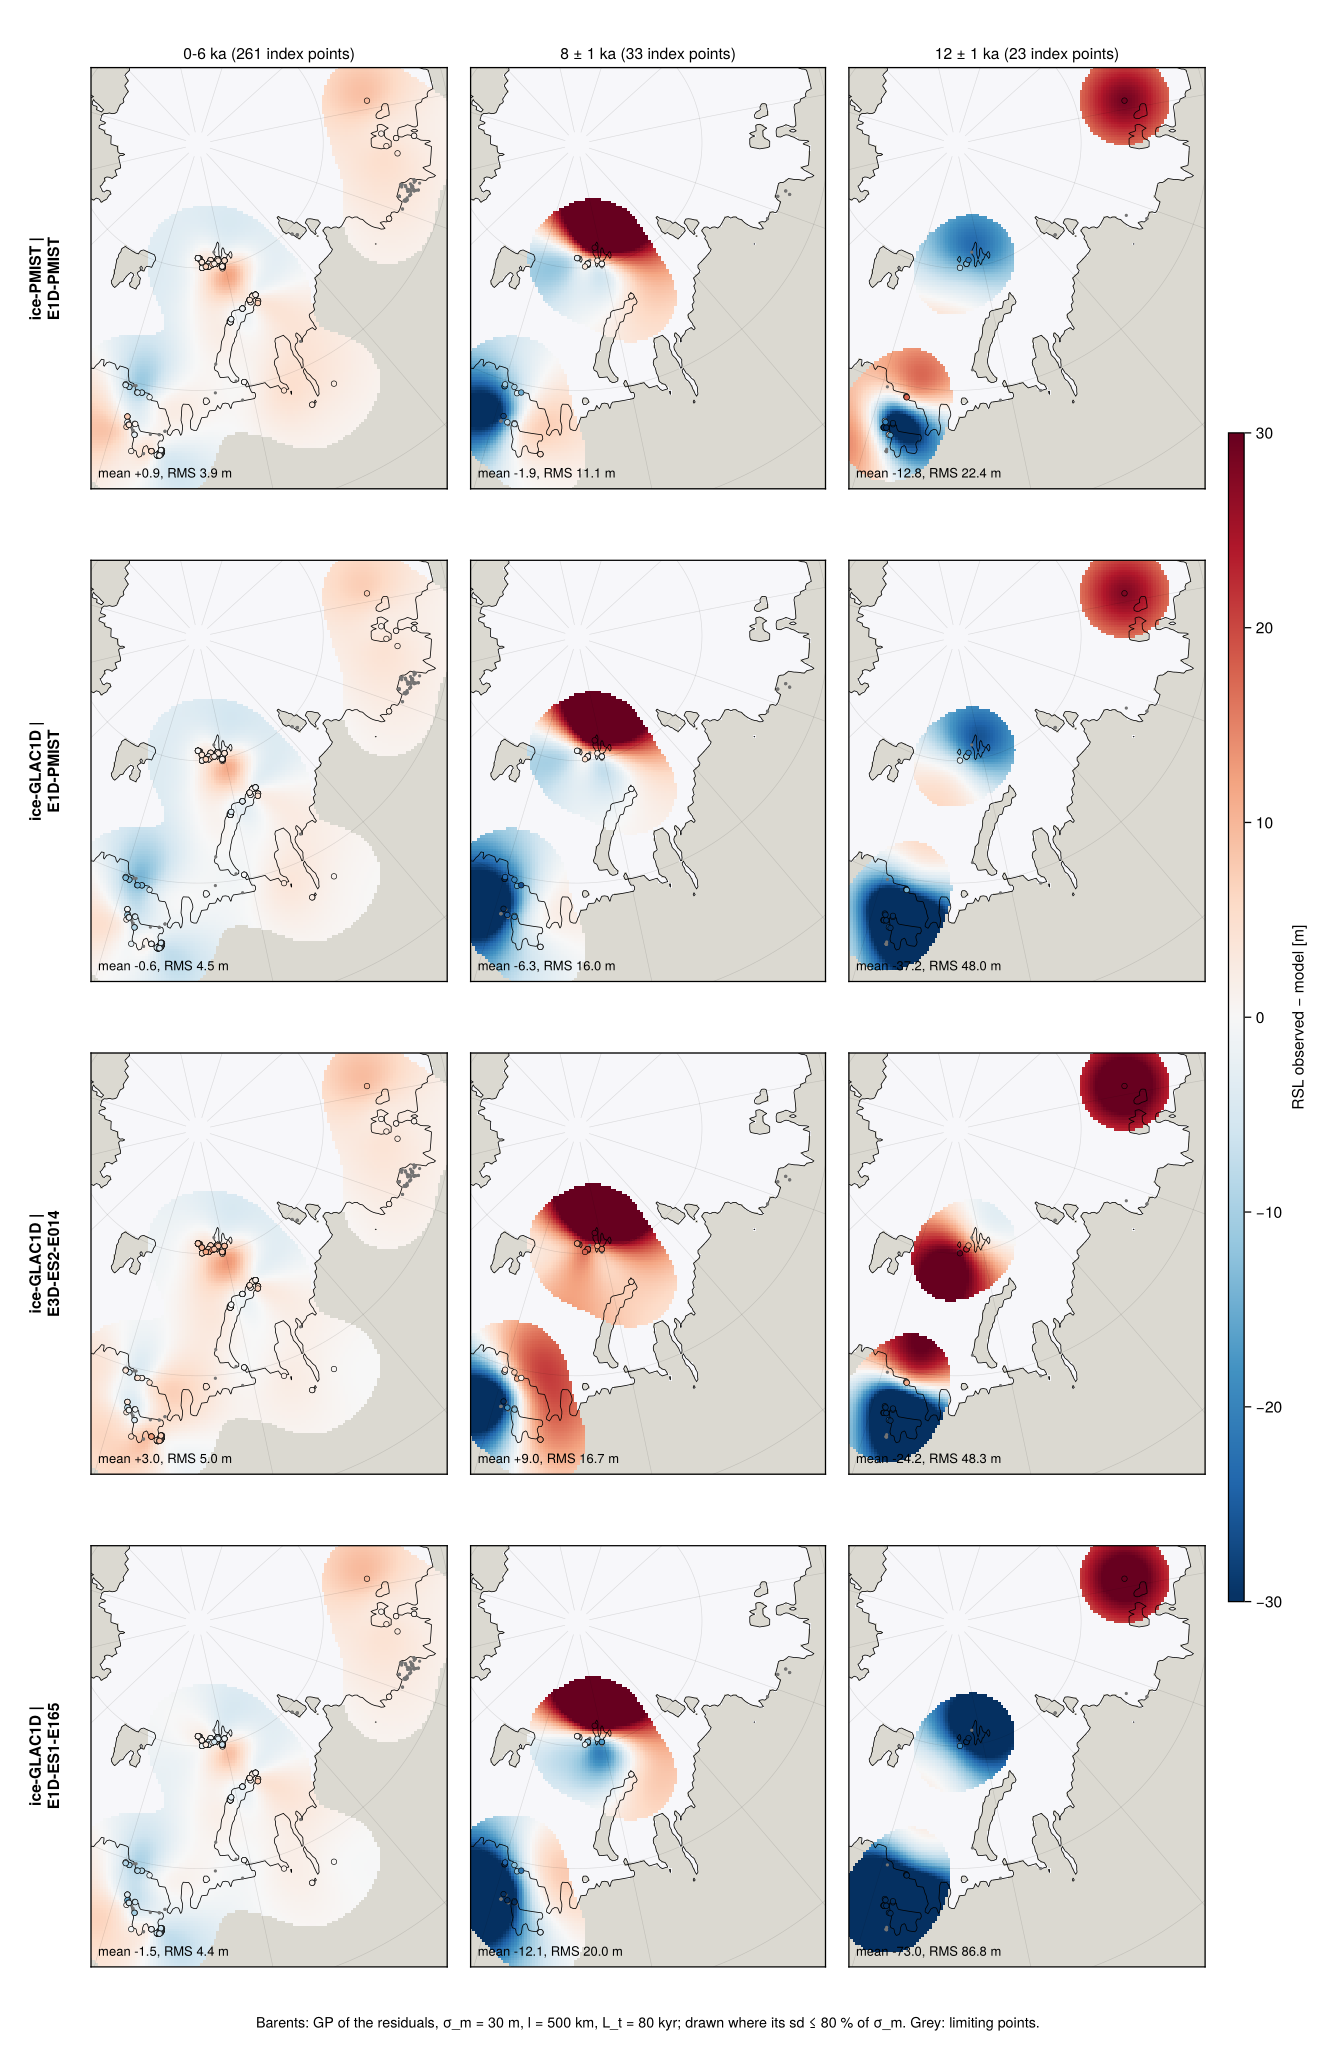 0-6 ka (261 index points)
8 ± 1 ka (33 index points)
12 ± 1 ka (23 index points)
ice-PMIST |
E1D-PMIST
mean +0.9, RMS 3.9 m
mean -1.9, RMS 11.1 m
mean -12.8, RMS 22.4 m
ice-GLAC1D |
E1D-PMIST
mean -0.6, RMS 4.5 m
mean -6.3, RMS 16.0 m
mean -37.2, RMS 48.0 m
ice-GLAC1D |
E3D-ES2-E014
mean +3.0, RMS 5.0 m
mean +9.0, RMS 16.7 m
mean -24.2, RMS 48.3 m
ice-GLAC1D |
E1D-ES1-E165
mean -1.5, RMS 4.4 m
mean -12.1, RMS 20.0 m
mean -73.0, RMS 86.8 m
30
20
10
0
−10
−20
−30
RSL observed − model [m]
Barents: GP of the residuals, σ_m = 30 m, l = 500 km, L_t = 80 kyr; drawn where its sd ≤ 80 % of σ_m. Grey: limiting points.